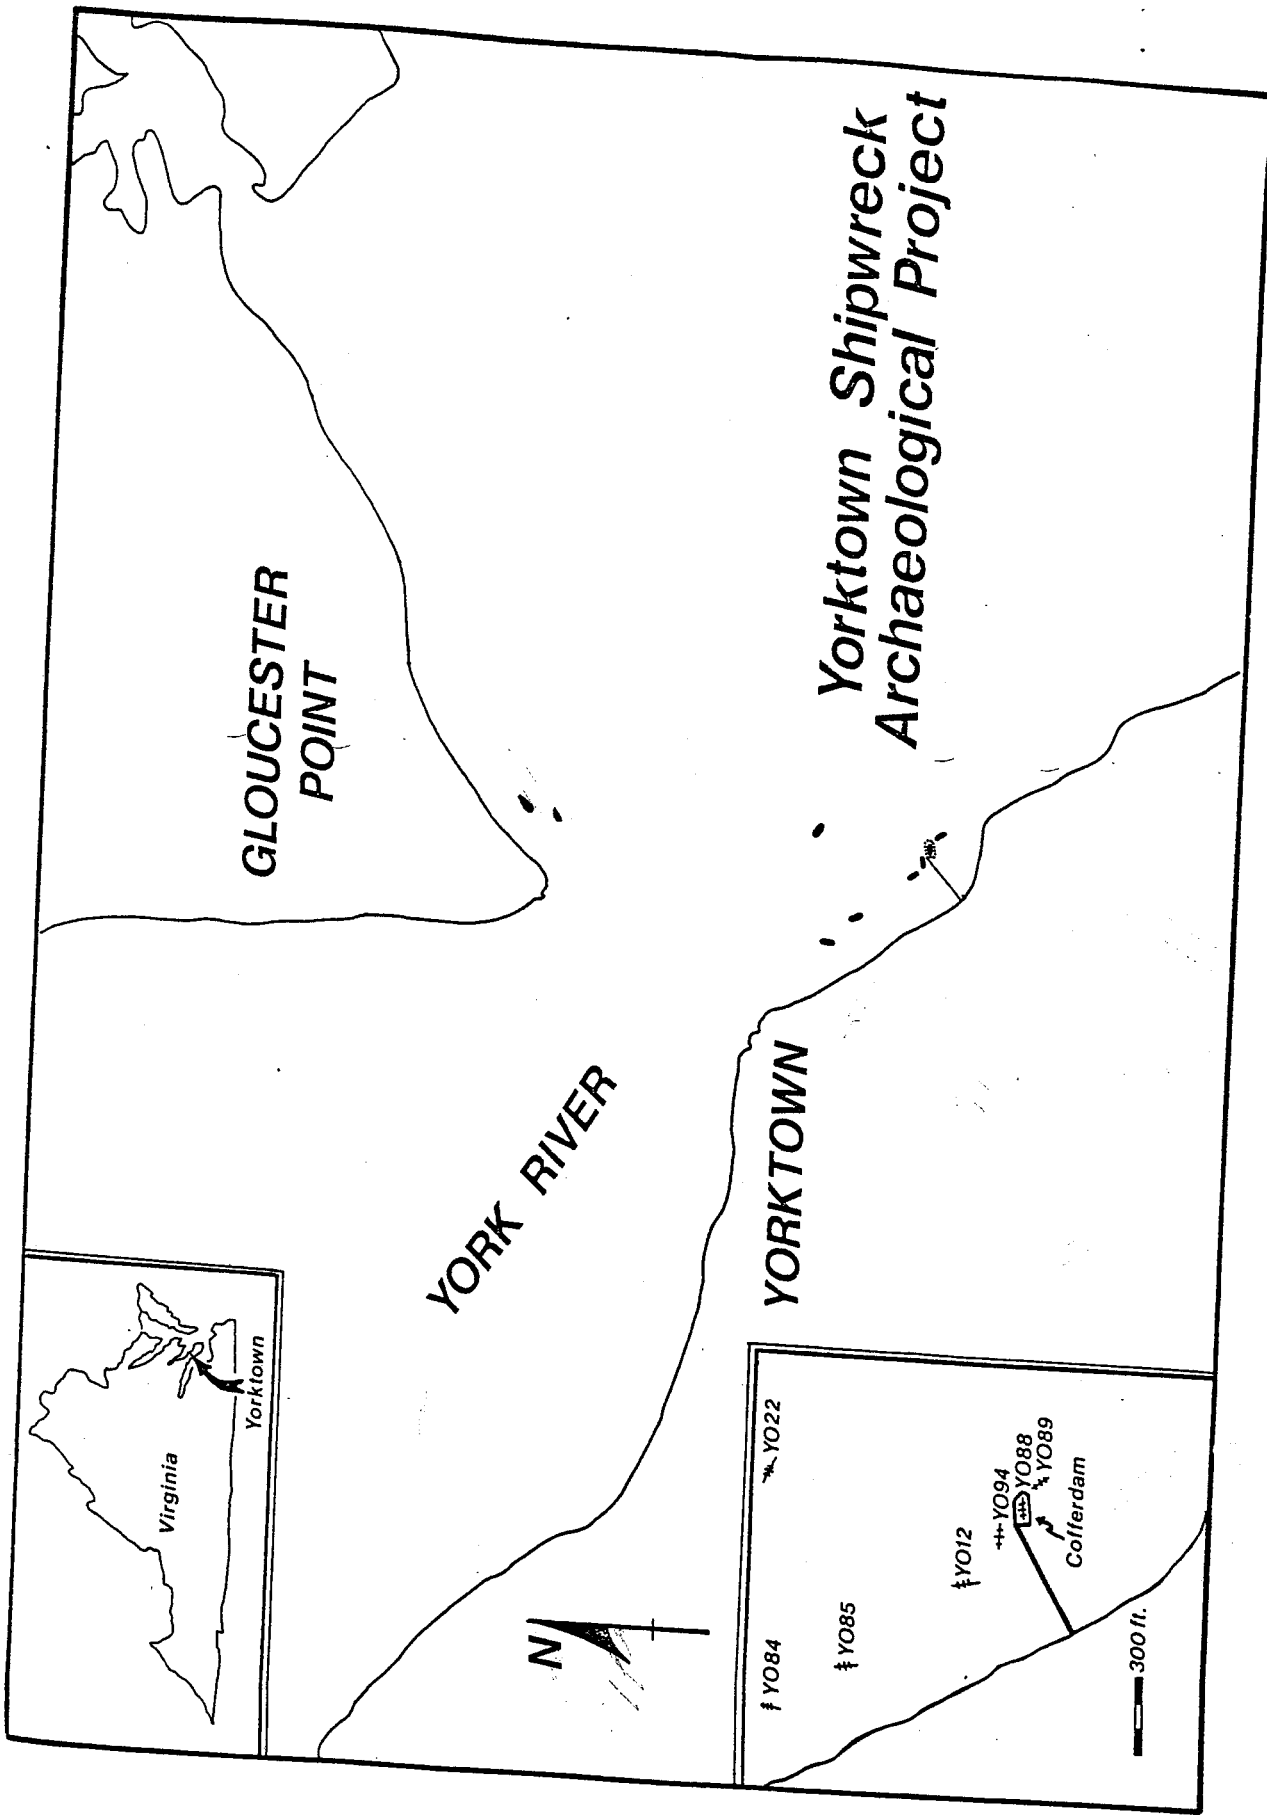 Virginia
Yorktown
GLOUCESTER
POINT
YORK RIVER
N
YORKTOWN
Yorktown Shipwreck
Archaeological Project
YO84
YO22
YO85
YO12
YO94
YO88
YO89
Cofferdam
300 ft.